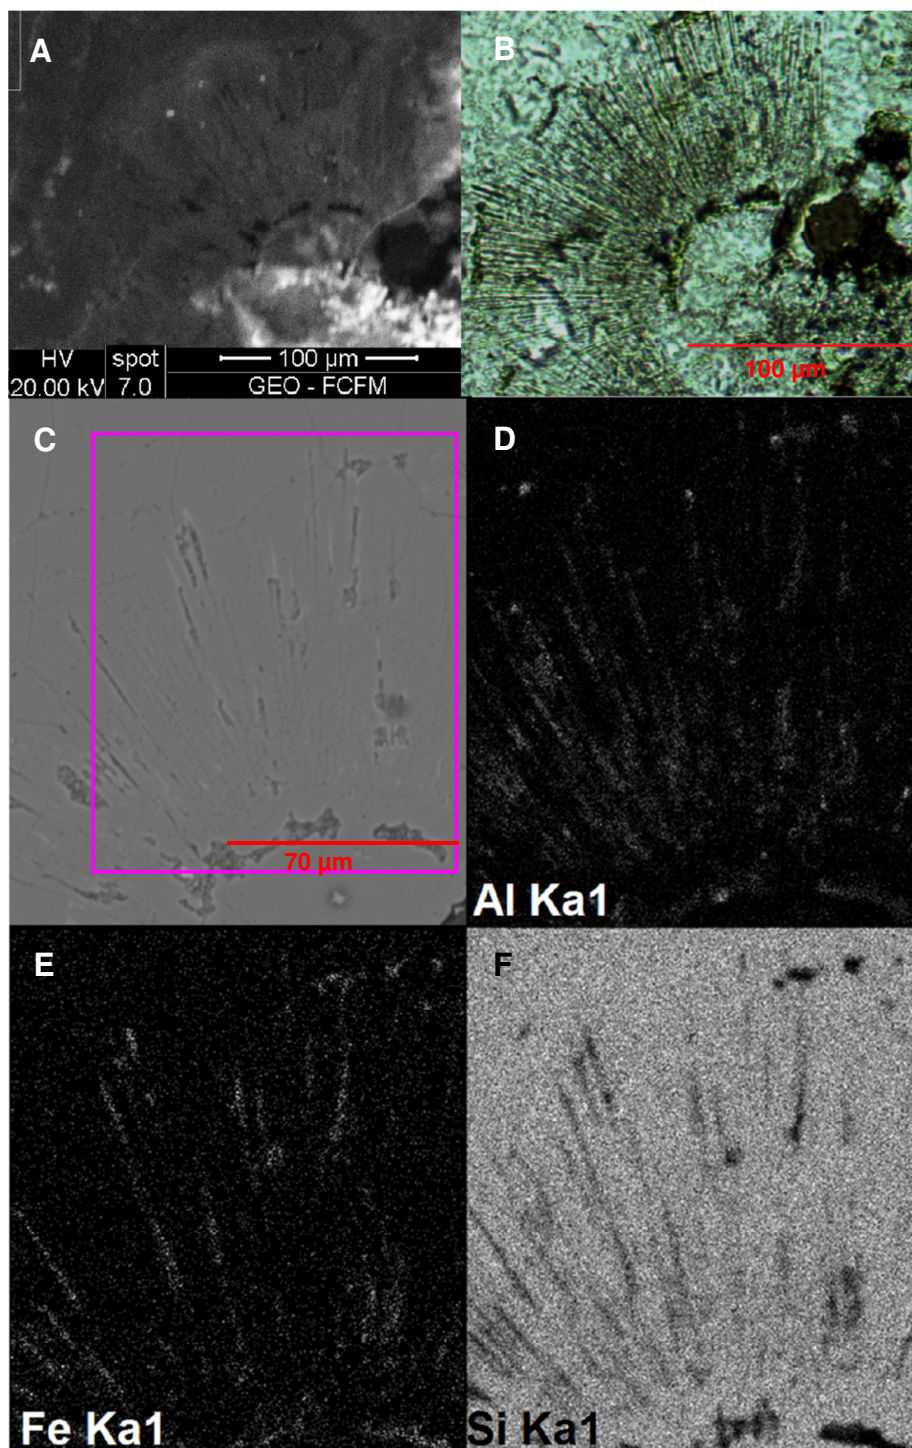 A
B
HV
spot
100 µm
20.00 kV
7.0
GEO - FCFM
100 µm
C
D
70 µm
Al Ka1
E
F
Fe Ka1
Si Ka1